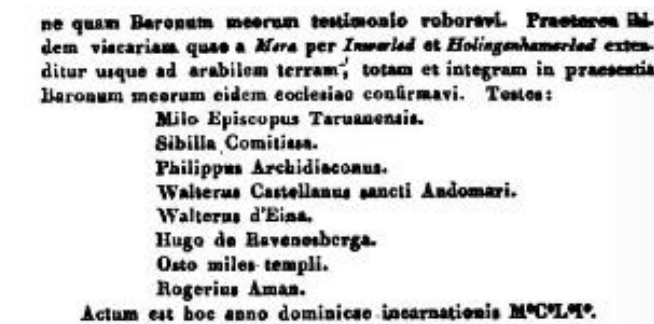 ne quam Baronum meorum testimonio roboravi. Praeterea ibi-
dem viscariam quae a Mera per Inwerled et Holingenhamerled exten-
ditur usque ad arabilem terram, totam et integram in praesentia
Baronum meorum eidem ecclesiae confirmavi. Testes:
Milo Episcopus Taruanensis.
Sibilla Comitissa.
Philippus Archidiaconus.
Walterus Castellanus sancti Andomari.
Walterus d'Eina.
Hugo de Ravenesberga.
Osto miles templi.
Rogerius Aman.
Actum est hoc anno dominicae incarnationis M°C°L°I°.